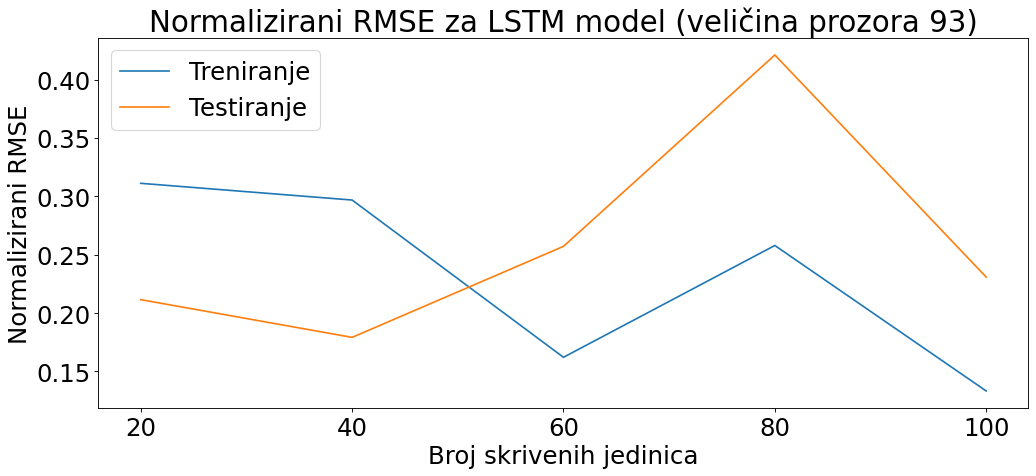 Normalizirani RMSE za LSTM model (veličina prozora 93)
Treniranje
Testiranje
0.40
0.35
0.30
0.25
0.20
0.15
Normalizirani RMSE
20 40 60 80 100
Broj skrivenih jedinica